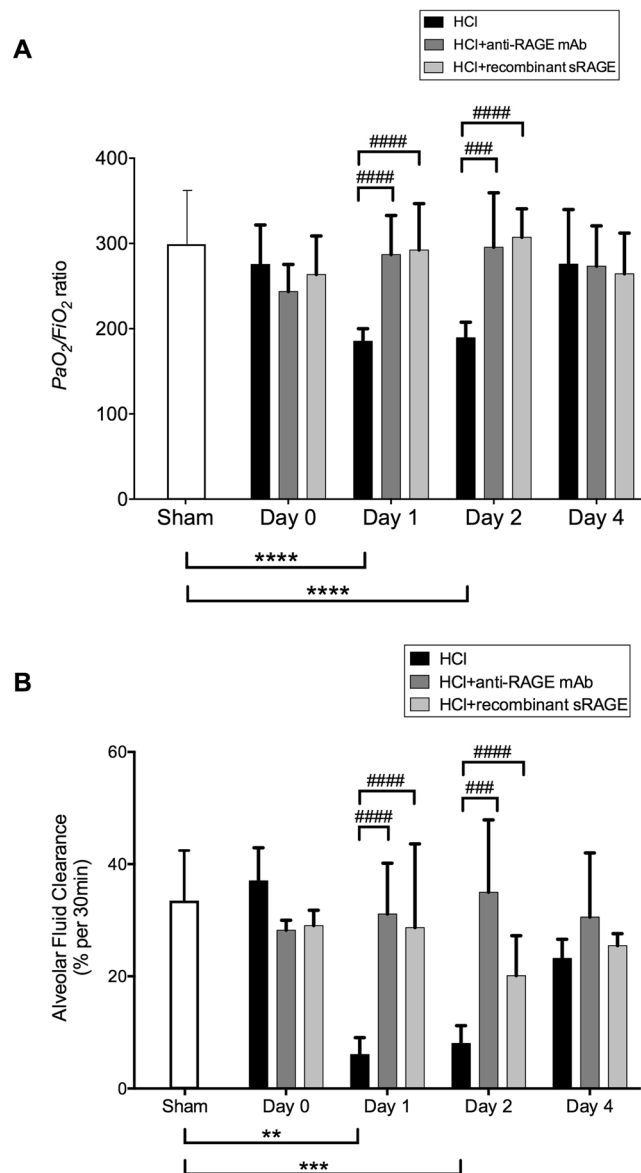 A
HCl
HCl+anti-RAGE mAb
HCl+recombinant sRAGE
#### ####
#### ###
400
300
200
100
0
PaO2/FiO2 ratio
Sham Day 0 Day 1 Day 2 Day 4
****
****
B
HCl
HCl+anti-RAGE mAb
HCl+recombinant sRAGE
#### ####
#### ###
60
40
20
0
Alveolar Fluid Clearance
(% per 30min)
Sham Day 0 Day 1 Day 2 Day 4
**
***